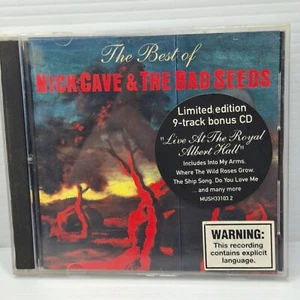 The Best of
NICK CAVE & THE BAD SEEDS
Limited edition
9-track bonus CD
"Live At The Royal
Albert Hall"
Includes Into My Arms,
Where The Wild Roses Grow,
The Ship Song, Do You Love Me
... and many more
MUSH33103.2
WARNING:
This recording
contains explicit
language.